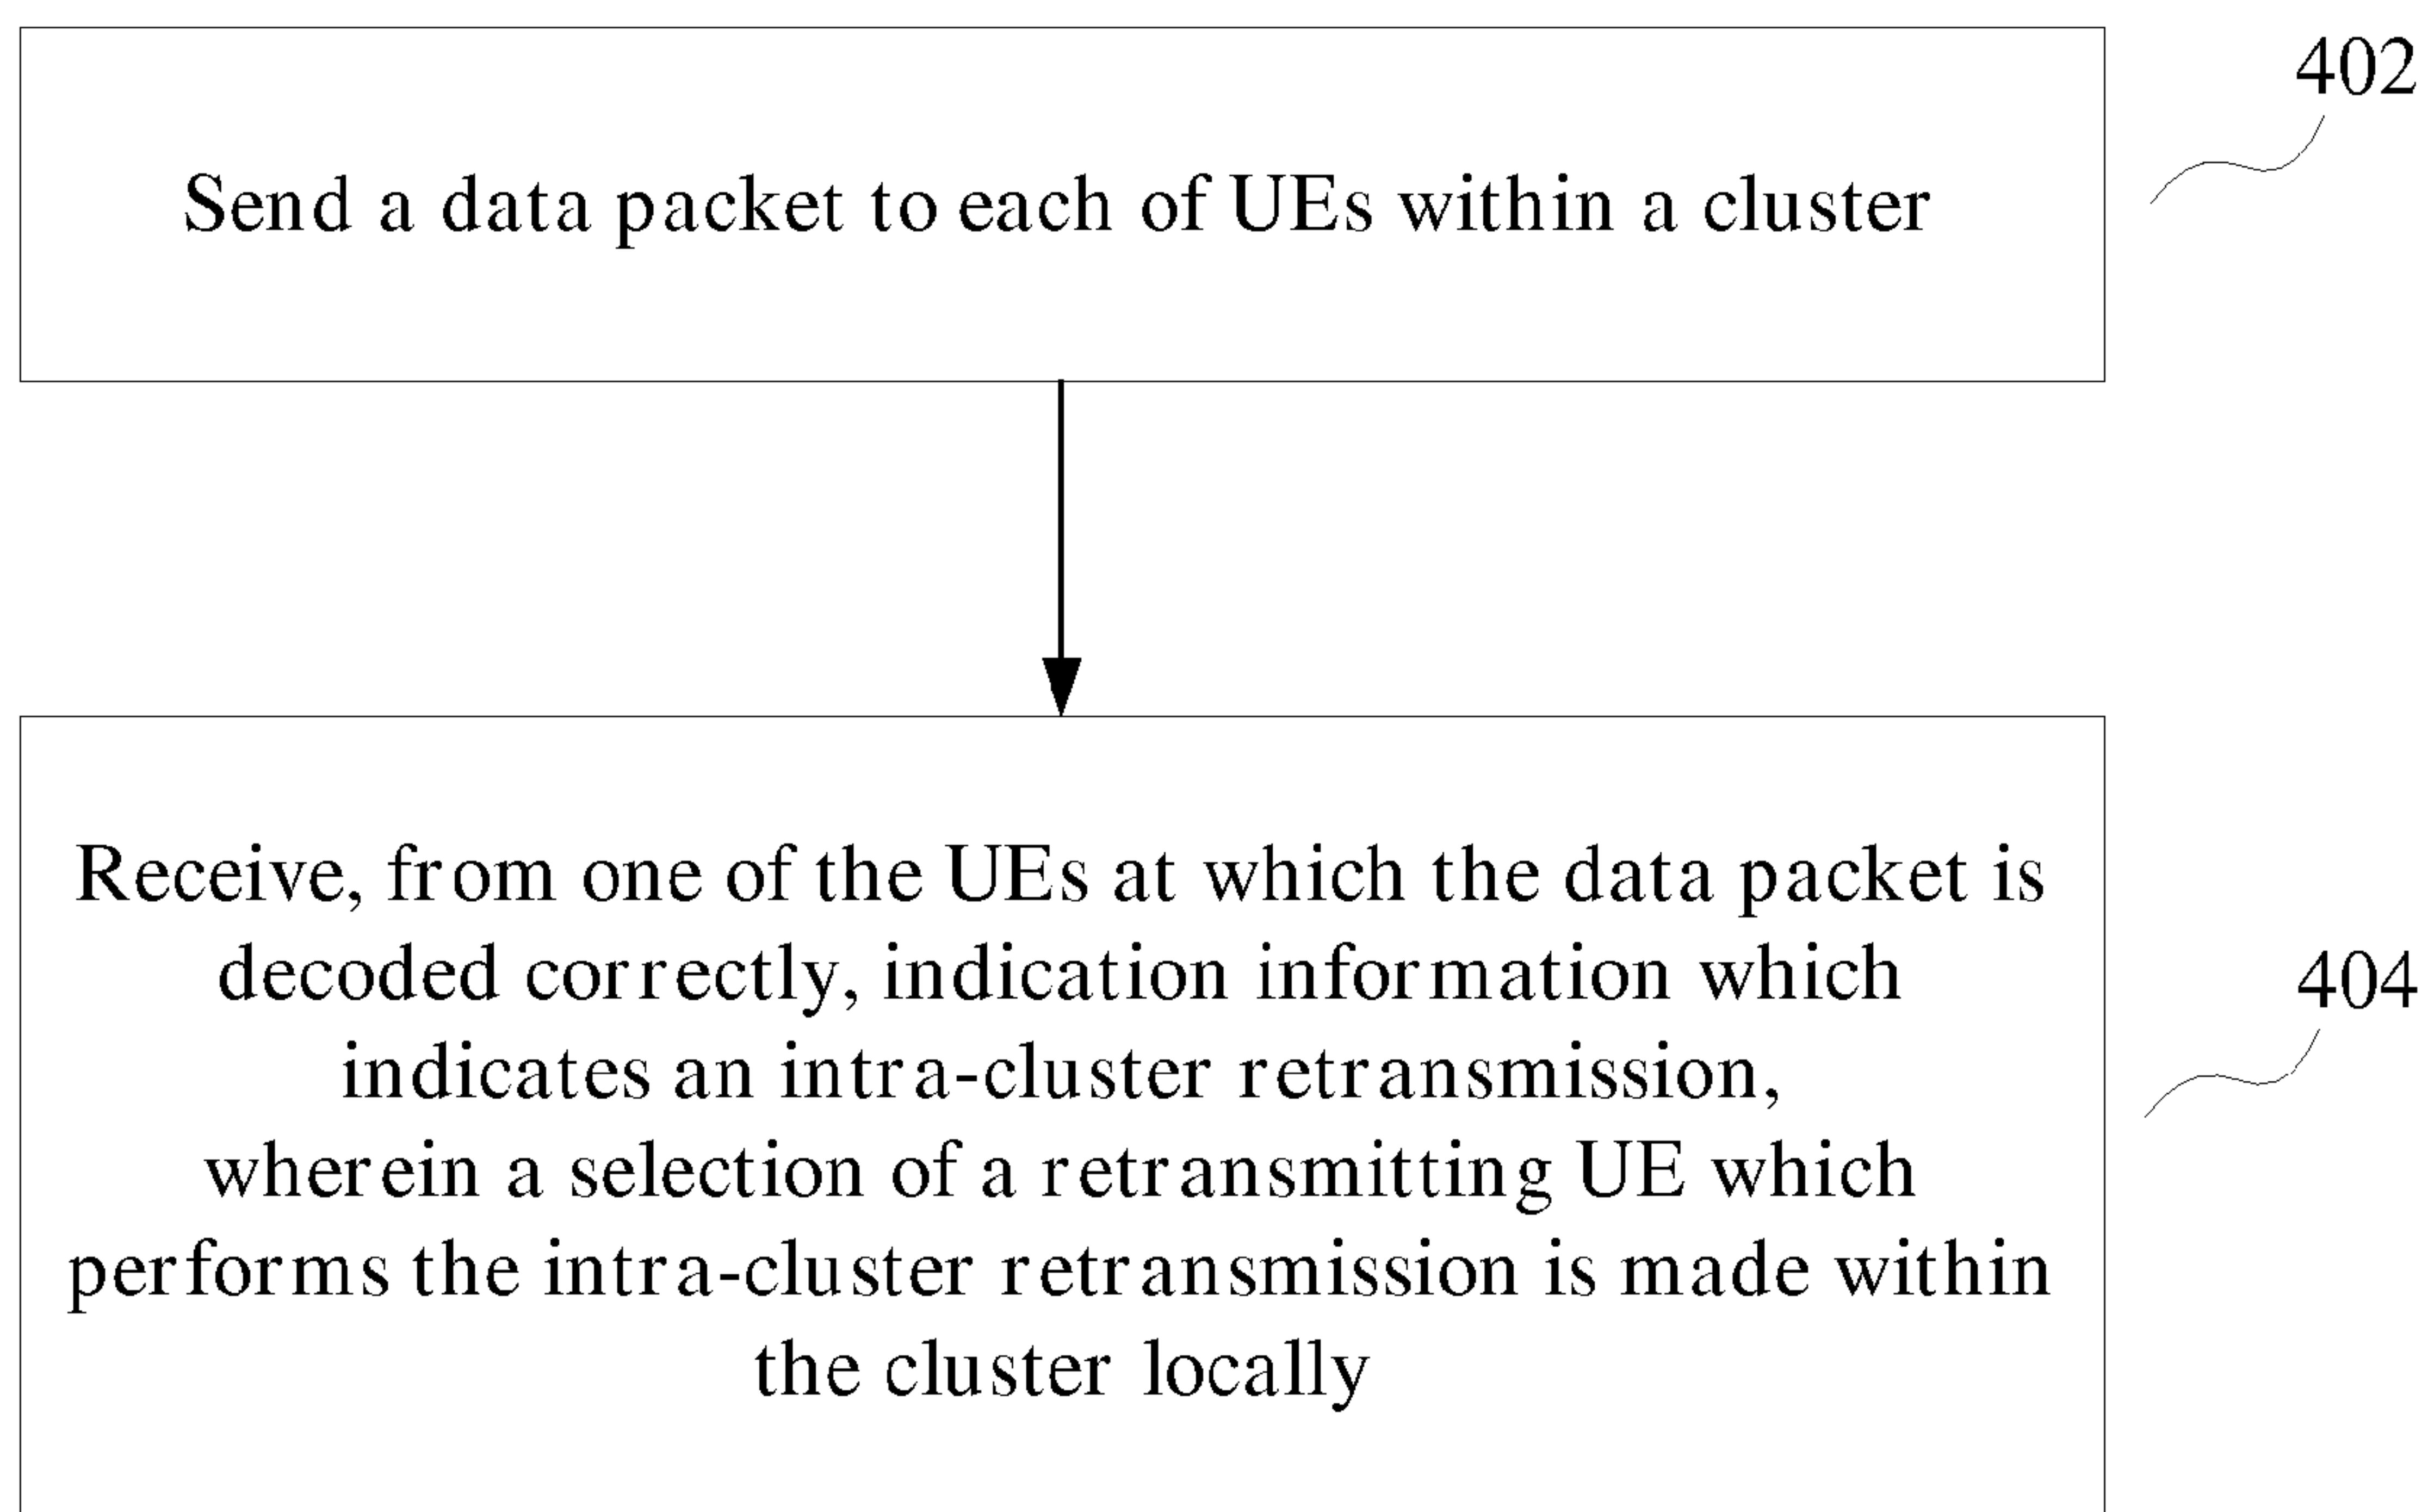 402
Send a data packet to each of UEs within a cluster
Receive, from one of the UEs at which the data packet is
decoded correctly, indication information which
indicates an intra-cluster retransmission,
wherein a selection of a retransmitting UE which
performs the intra-cluster retransmission is made within
the cluster locally
404